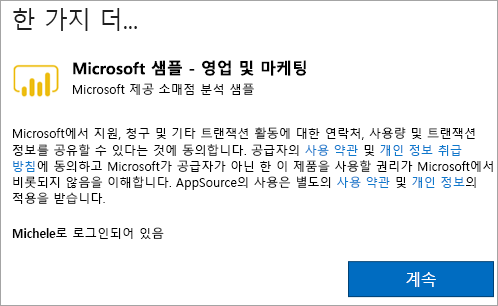 한 가지 더...
Microsoft 샘플 - 영업 및 마케팅
Microsoft 제공 소매점 분석 샘플
Microsoft에서 지원, 청구 및 기타 트랜잭션 활동에 대한 연락처, 사용량 및 트랜잭션
정보를 공유할 수 있다는 것에 동의합니다. 공급자의 사용 약관 및 개인 정보 취급
방침에 동의하고 Microsoft가 공급자가 아닌 한 이 제품을 사용할 권리가 Microsoft에서
비롯되지 않음을 이해합니다. AppSource의 사용은 별도의 사용 약관 및 개인 정보의
적용을 받습니다.
Michele로 로그인되어 있음
계속